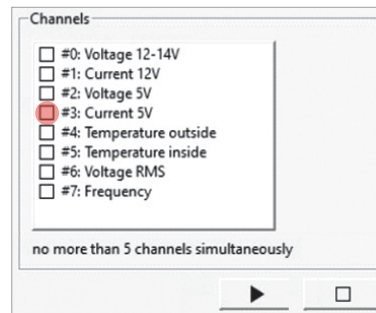 Channels
#0: Voltage 12-14V
#1: Current 12V
#2: Voltage 5V
#3: Current 5V
#4: Temperature outside
#5: Temperature inside
#6: Voltage RMS
#7: Frequency
no more than 5 channels simultaneously